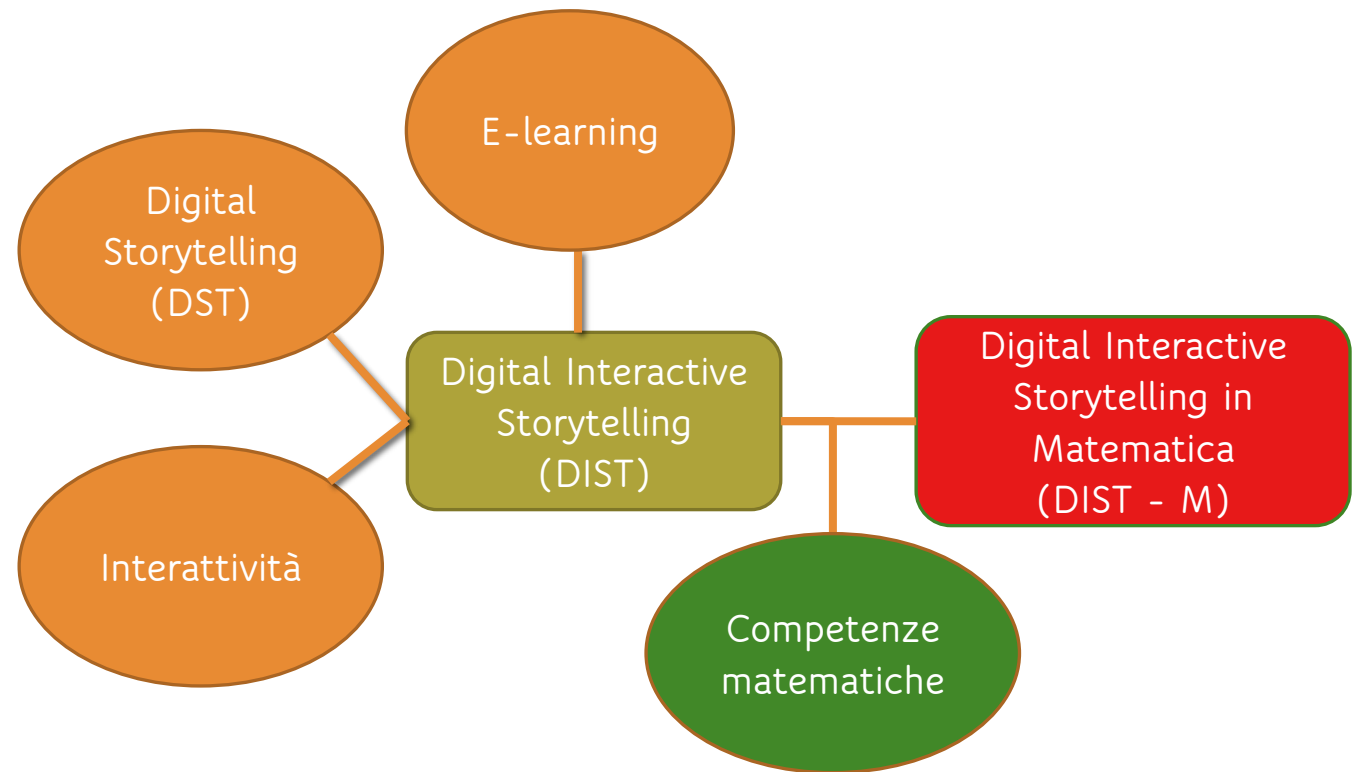 E-learning
Digital
Storytelling
(DST)
Interattività
Digital Interactive
Storytelling
(DIST)
Digital Interactive
Storytelling in
Matematica
(DIST - M)
Competenze
matematiche